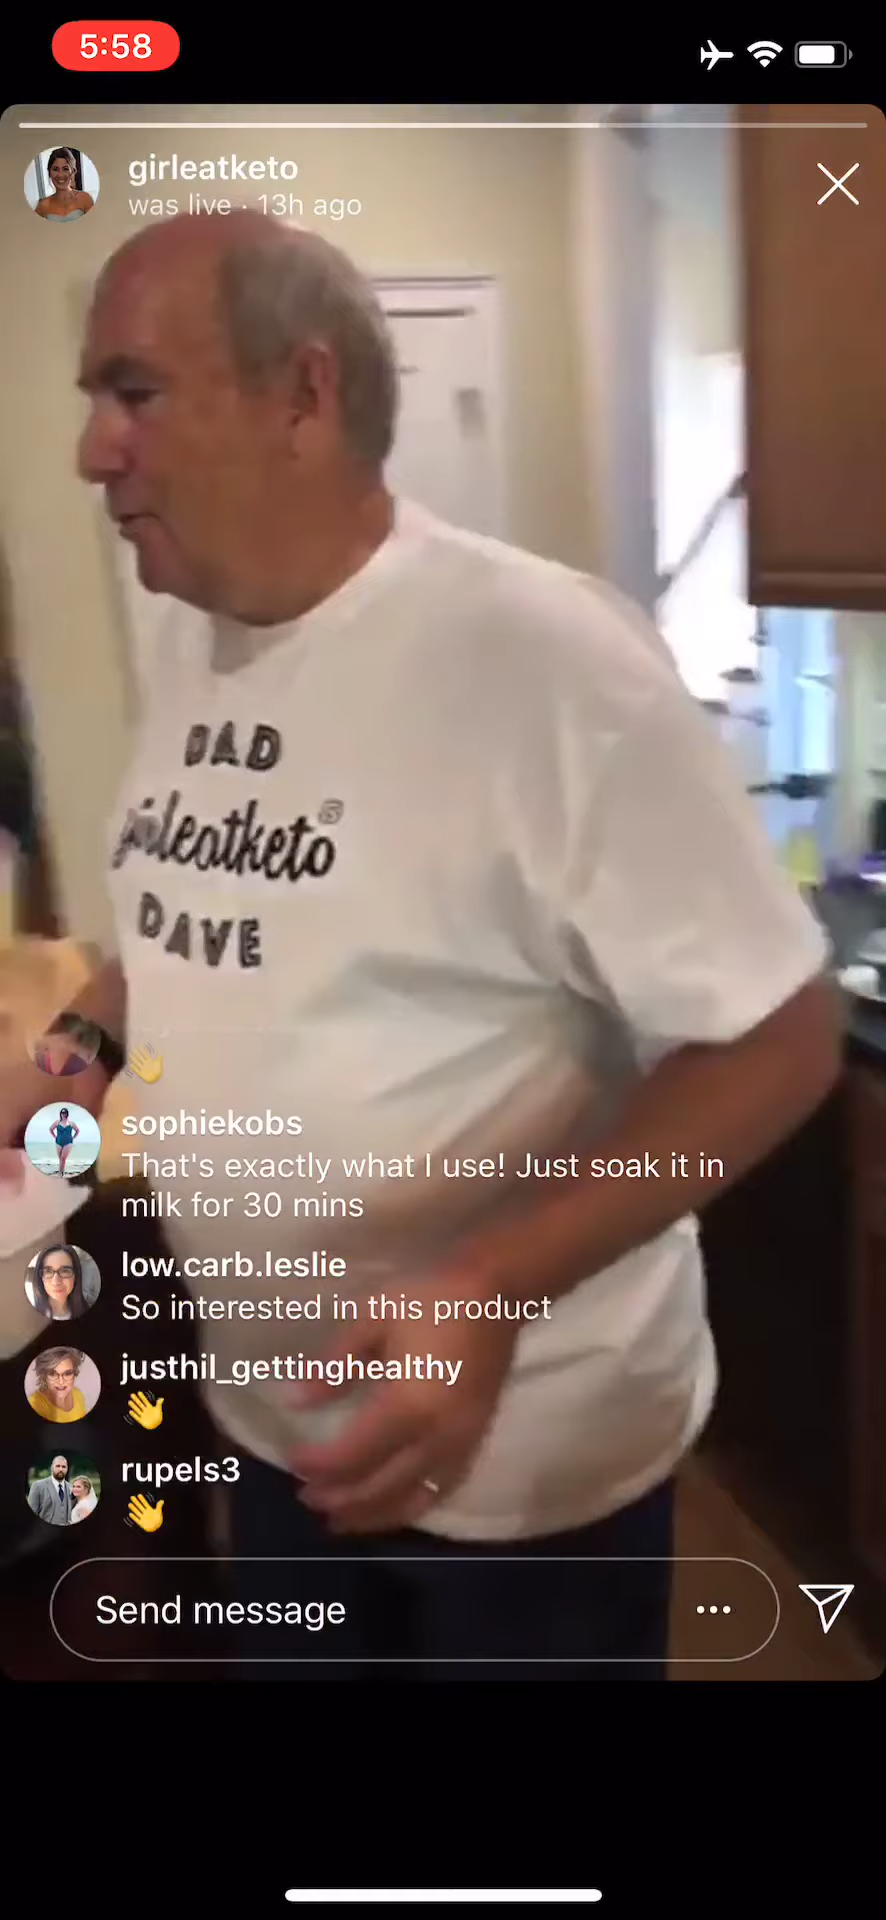 5:58
girleatketo
was live · 13h ago
DAD
girleatketo®
DAVE
👋
sophiekobs
That's exactly what I use! Just soak it in
milk for 30 mins
low.carb.leslie
So interested in this product
justhil_gettinghealthy
👋
rupels3
👋
Send message